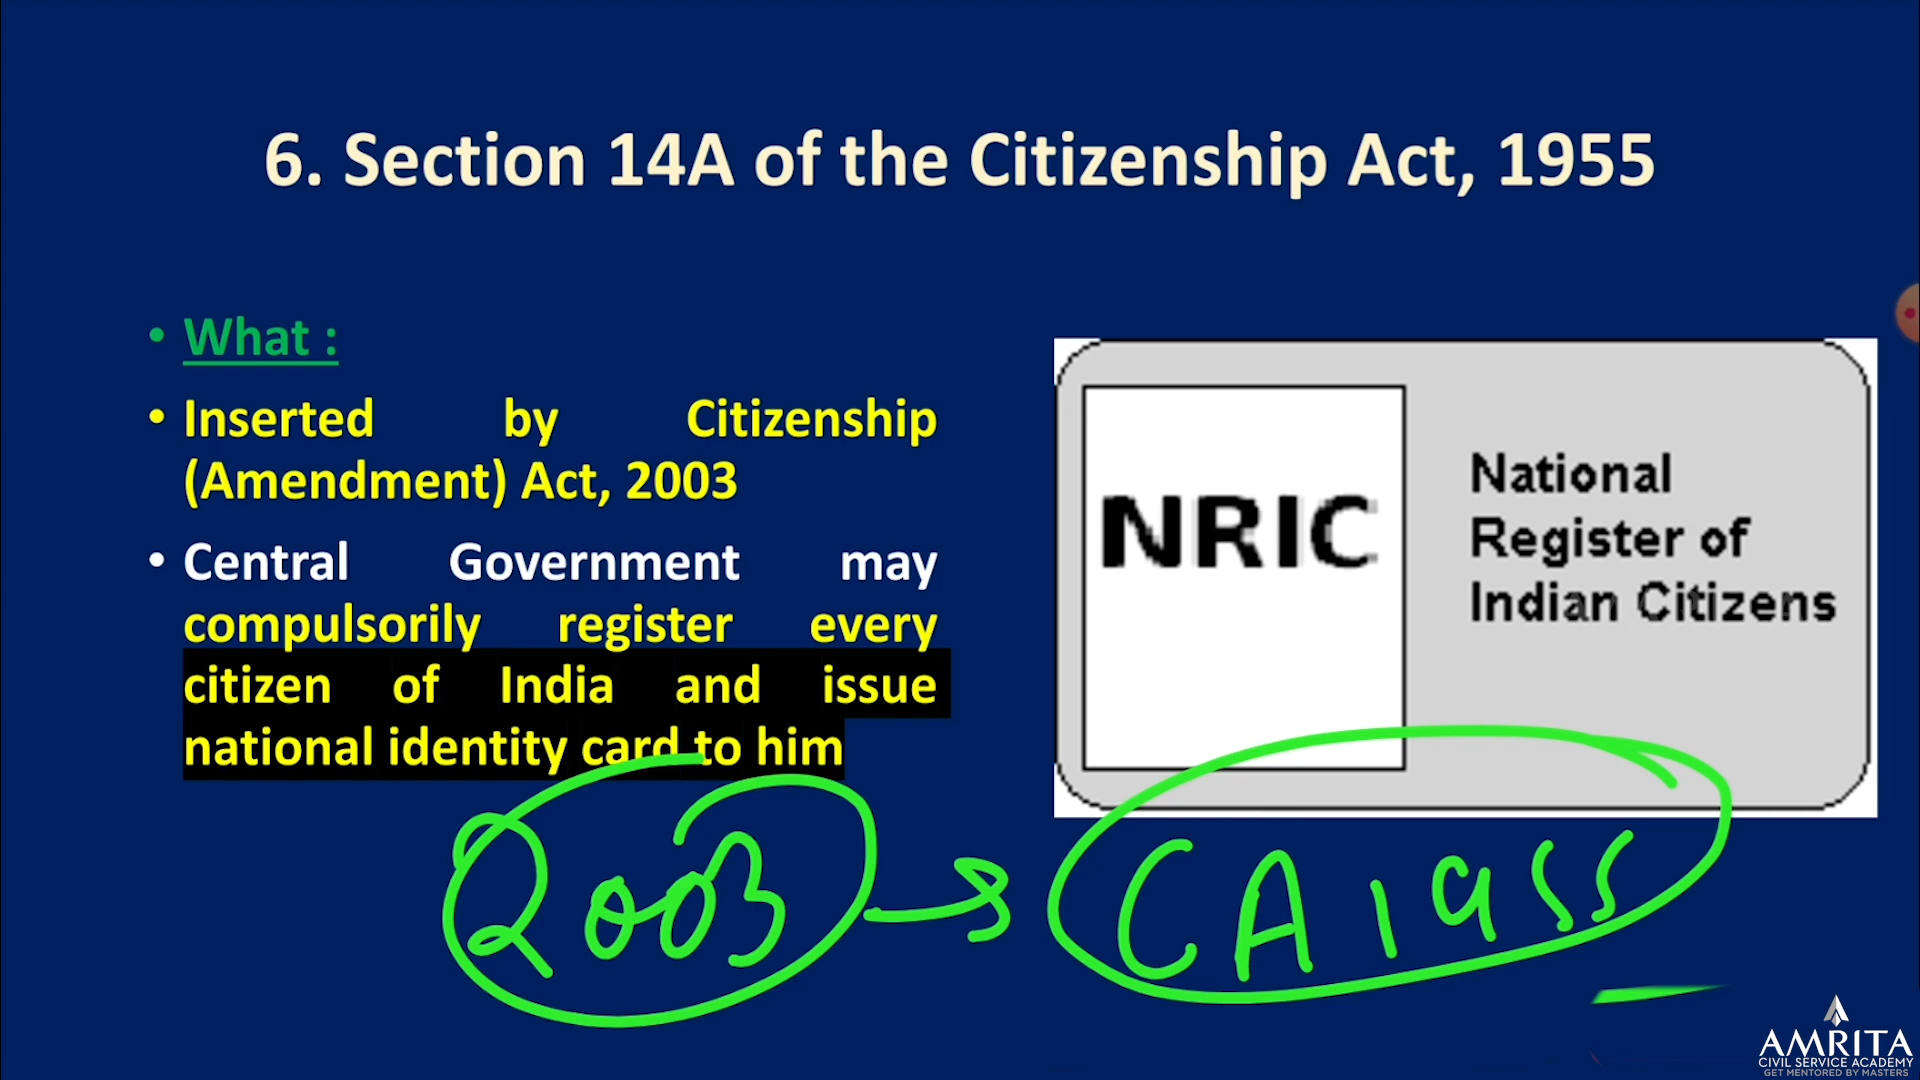 6. Section 14A of the Citizenship Act, 1955
• What :
• Inserted by Citizenship
(Amendment) Act, 2003
• Central Government may
compulsorily register every
citizen of India and issue
national identity card to him
NRIC
National
Register of
Indian Citizens
2003 → CA 1955
AMRITA
CIVIL SERVICE ACADEMY
GET MENTORED BY MASTERS